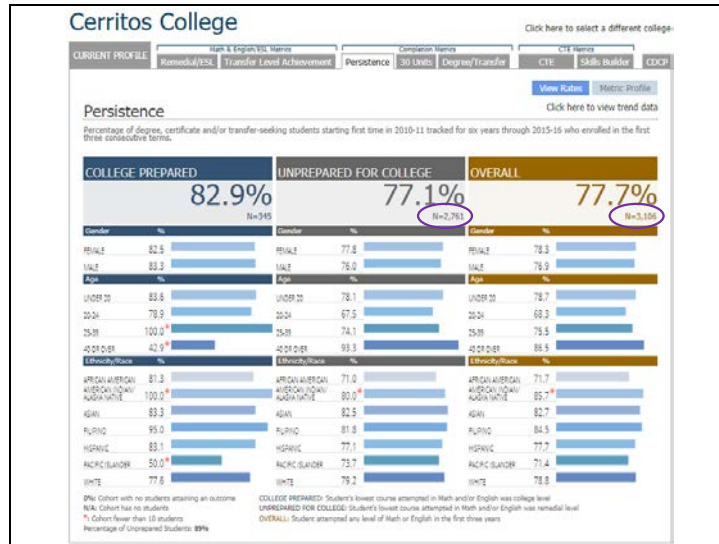 Cerritos College
Click here to select a different college
CURRENT PROFILE
Math & English/ESL Metrics
Completion Metrics
CTE Metrics
Remedial/ESL
Transfer Level Achievement
Persistence
30 Units
Degree/Transfer
CTE
Skills Builder
CDCP
View Rates
Metric Profile
Persistence
Click here to view trend data
Percentage of degree, certificate and/or transfer-seeking students starting first time in 2010-11 tracked for six years through 2015-16 who enrolled in the first
three consecutive terms.
COLLEGE PREPARED
UNPREPARED FOR COLLEGE
OVERALL
82.9%
77.1%
77.7%
N=345
N=2,761
N=3,106
Gender %
Gender %
Gender %
FEMALE 82.5
FEMALE 77.8
FEMALE 78.3
MALE 83.3
MALE 76.0
MALE 76.9
Age %
Age %
Age %
UNDER 20 83.6
UNDER 20 78.1
UNDER 20 78.7
20-24 78.9
20-24 67.5
20-24 68.3
25-39 100.0*
25-39 74.1
25-39 75.5
40 OR OVER 42.9*
40 OR OVER 93.3
40 OR OVER 86.5
Ethnicity/Race %
Ethnicity/Race %
Ethnicity/Race %
AFRICAN AMERICAN 81.3
AFRICAN AMERICAN 71.0
AFRICAN AMERICAN 71.7
AMERICAN INDIAN/
ALASKA NATIVE 100.0*
AMERICAN INDIAN/
ALASKA NATIVE 80.0*
AMERICAN INDIAN/
ALASKA NATIVE 85.7*
ASIAN 83.3
ASIAN 82.5
ASIAN 82.7
FILIPINO 95.0
FILIPINO 81.8
FILIPINO 84.5
HISPANIC 83.1
HISPANIC 77.1
HISPANIC 77.7
PACIFIC ISLANDER 50.0*
PACIFIC ISLANDER 73.7
PACIFIC ISLANDER 71.4
WHITE 77.6
WHITE 79.2
WHITE 78.8
0%: Cohort with no students attaining an outcome
N/A: Cohort has no students
*: Cohort fewer than 10 students
Percentage of Unprepared Students: 89%
COLLEGE PREPARED: Student's lowest course attempted in Math and/or English was college level
UNPREPARED FOR COLLEGE: Student's lowest course attempted in Math and/or English was remedial level
OVERALL: Student attempted any level of Math or English in the first three years